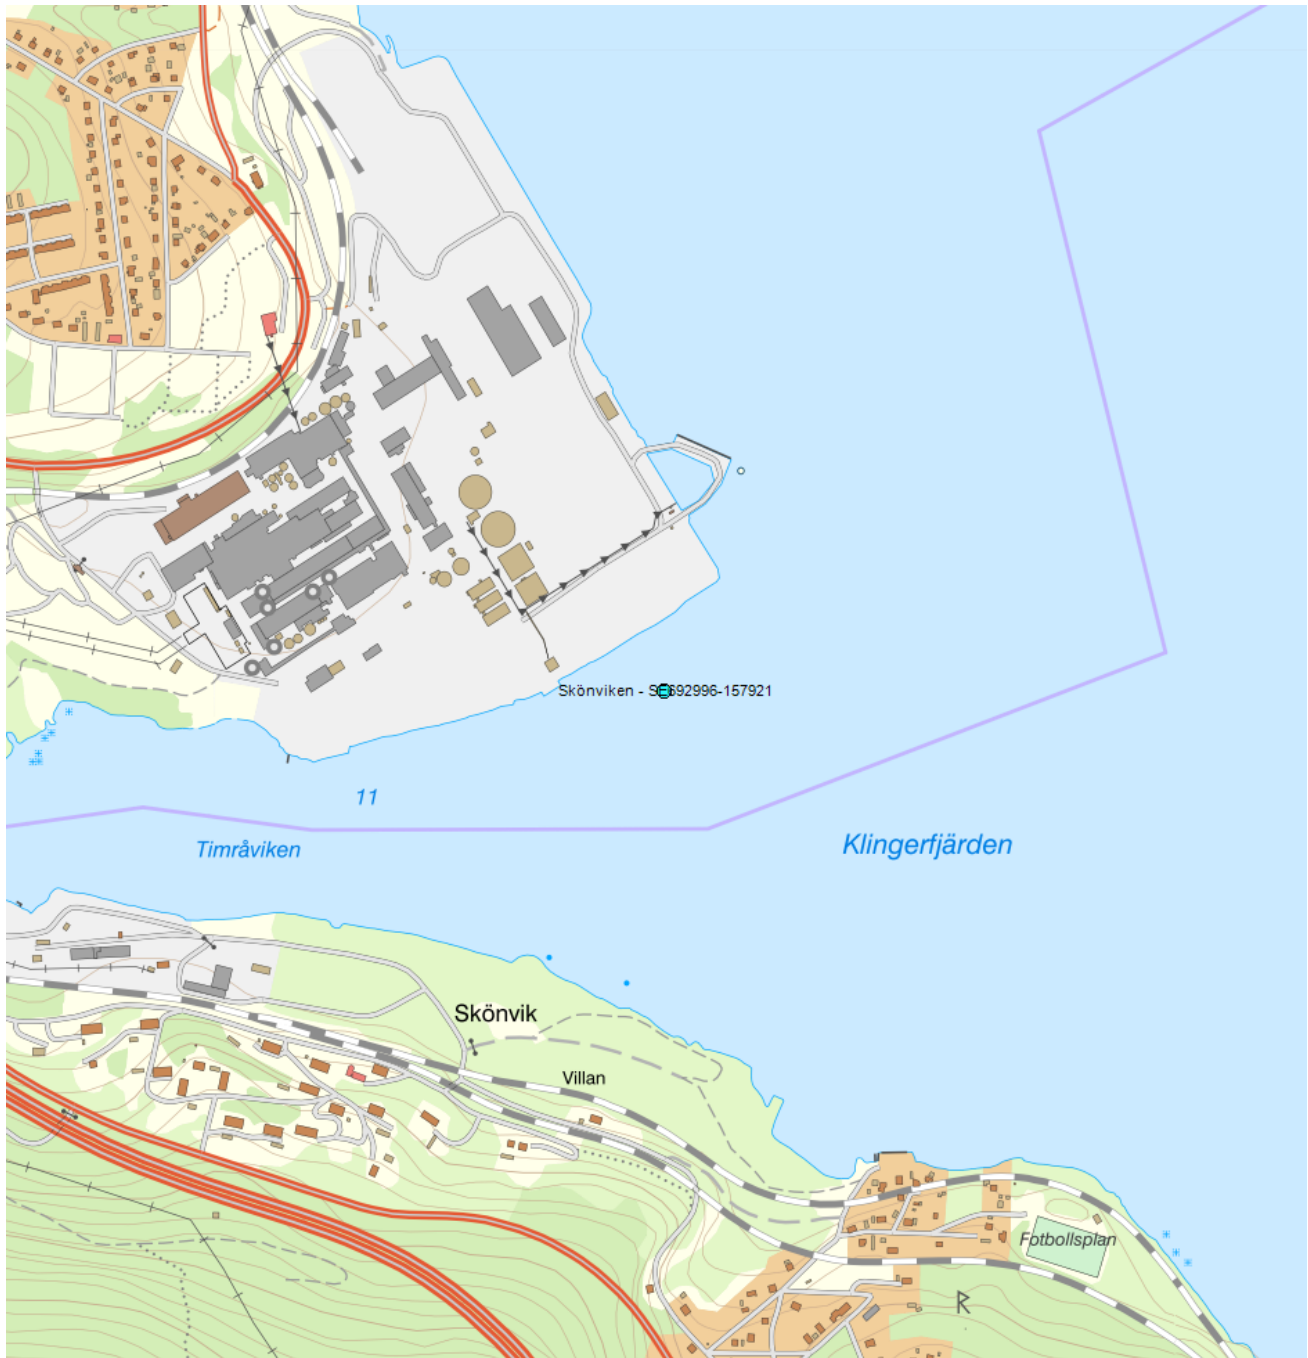 Skönviken - SE692996-157921
11
Timråviken
Klingerfjärden
Skönvik
Villan
Fotbollsplan
R